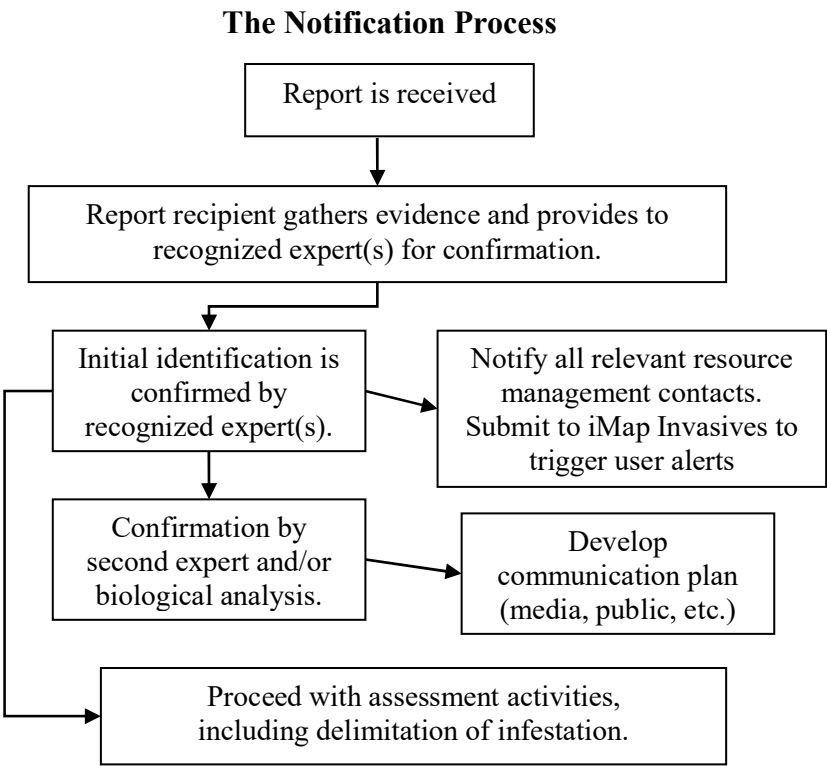 The Notification Process
Report is received
Report recipient gathers evidence and provides to
recognized expert(s) for confirmation.
Initial identification is
confirmed by
recognized expert(s).
Notify all relevant resource
management contacts.
Submit to iMap Invasives to
trigger user alerts
Confirmation by
second expert and/or
biological analysis.
Develop
communication plan
(media, public, etc.)
Proceed with assessment activities,
including delimitation of infestation.